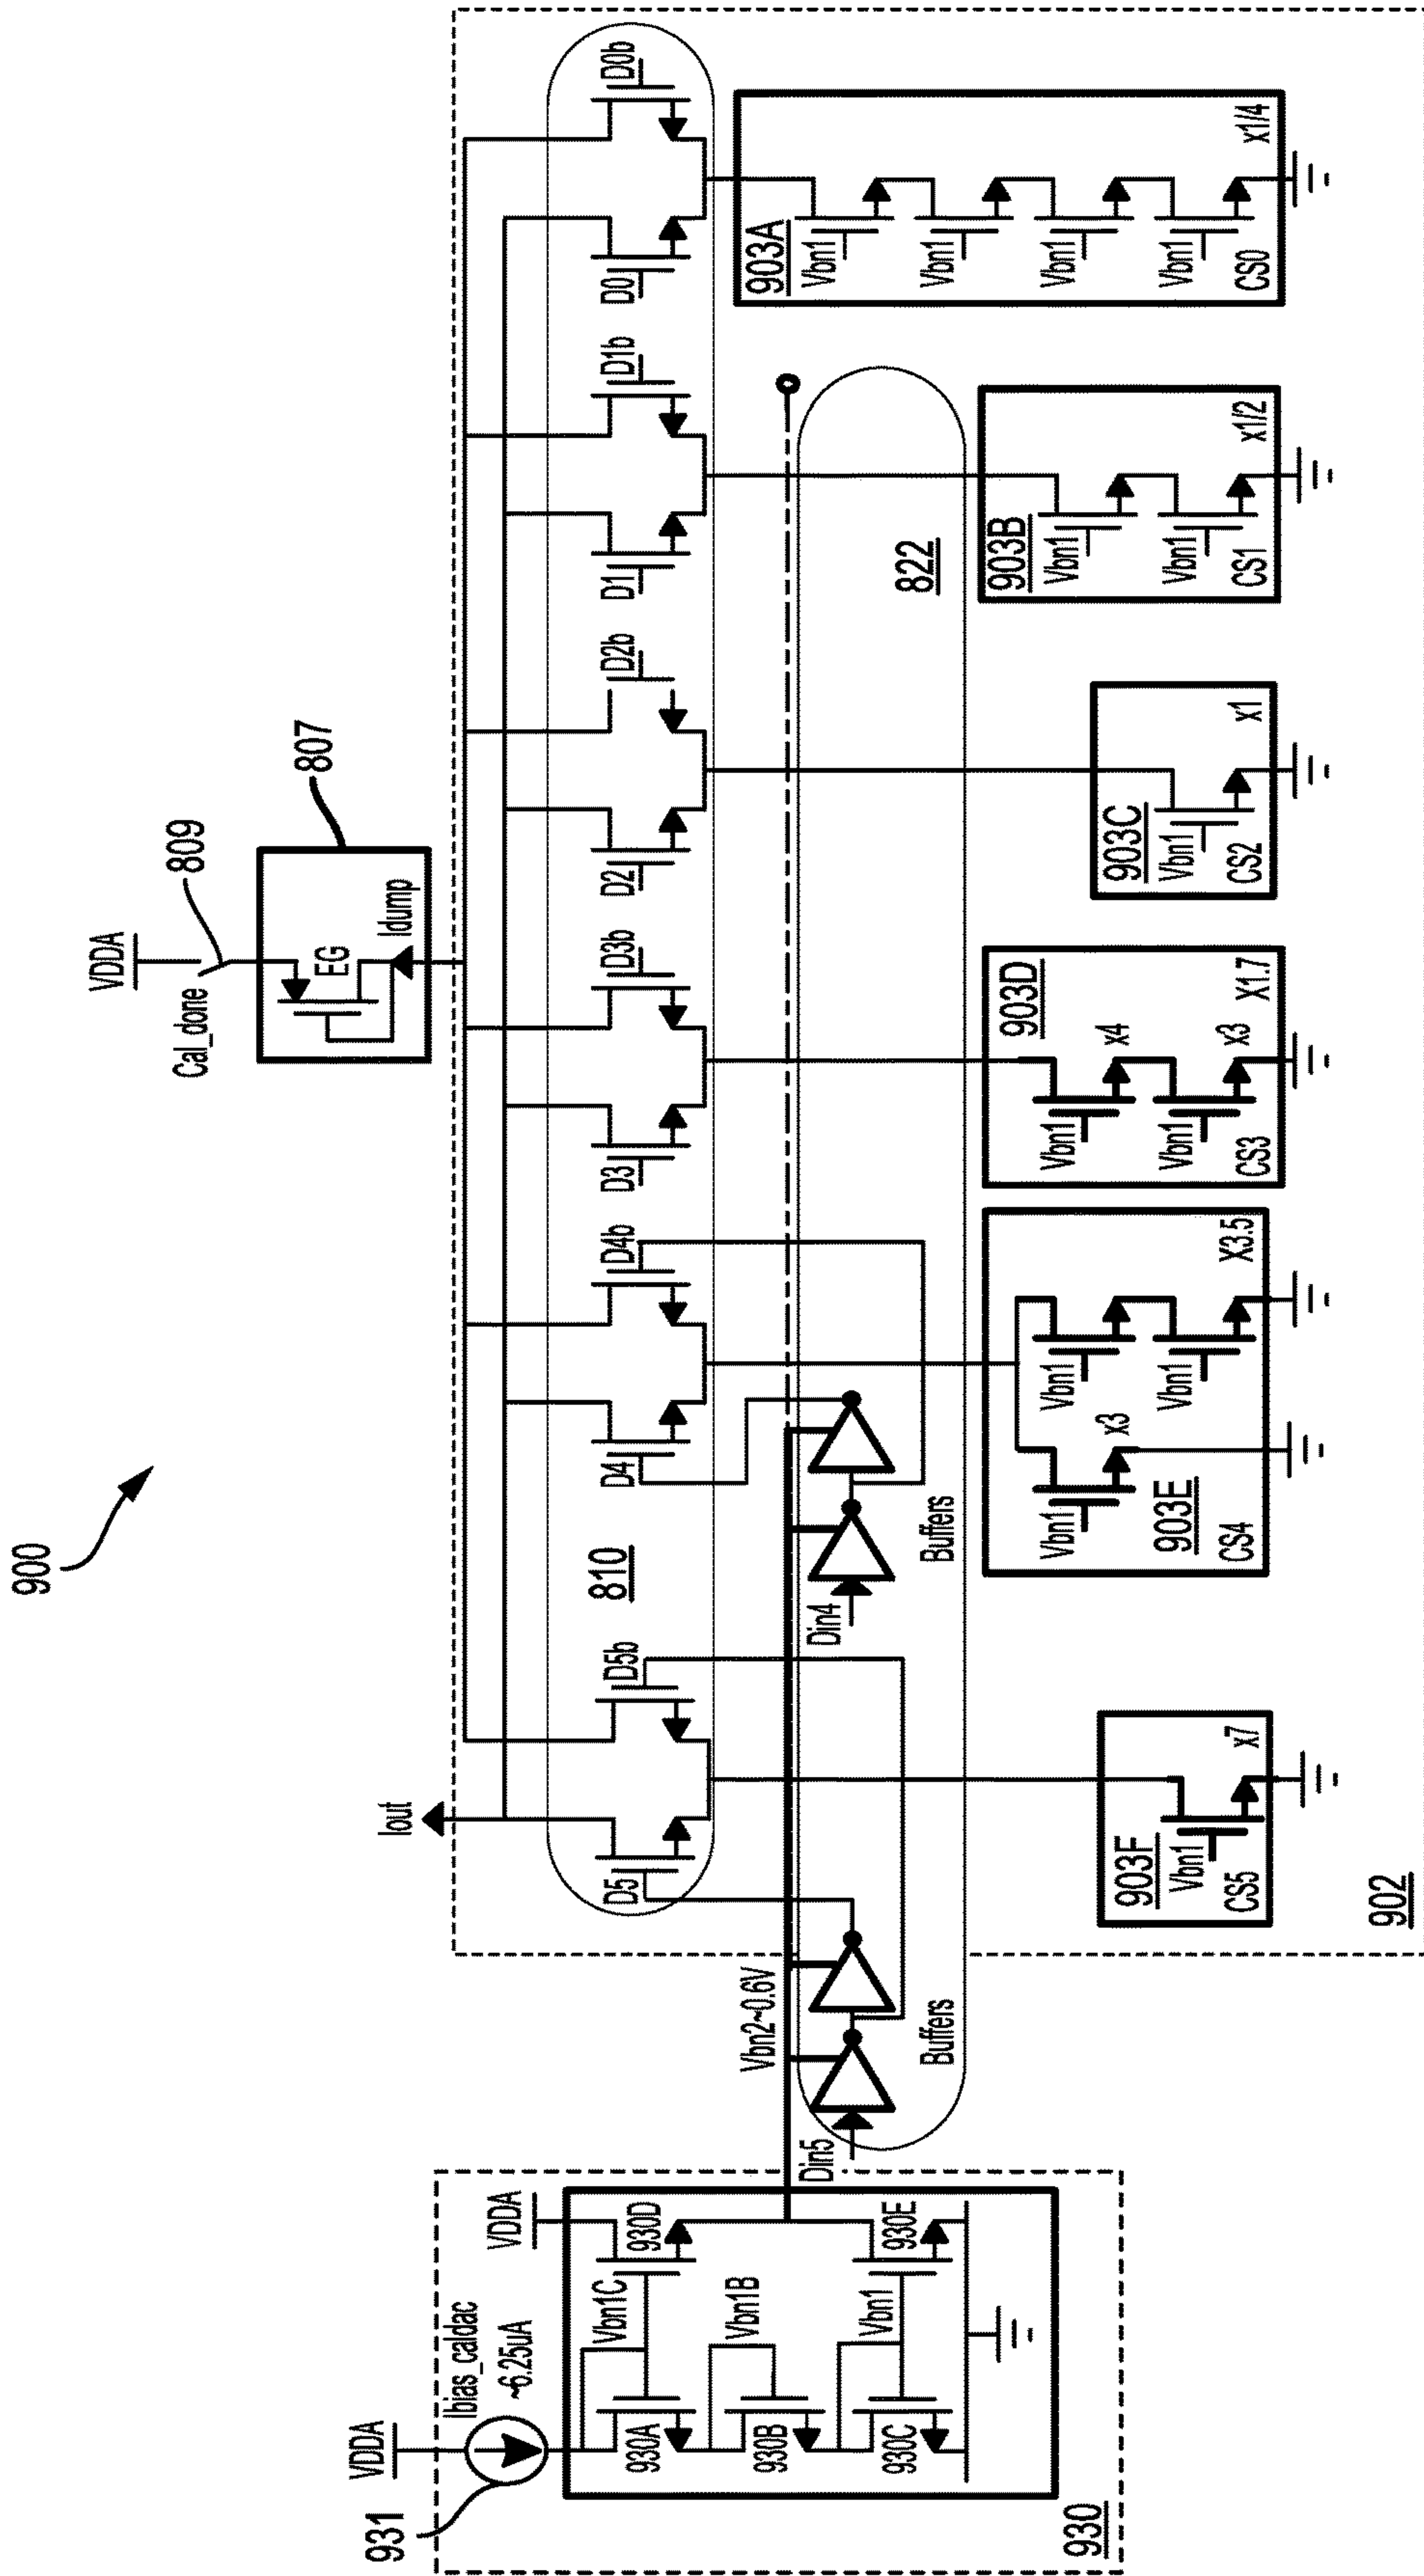 900
VDDA
809
Cal_done
807
EG
Idump
Iout
810
D5
D5b
D4
D4b
D3
D3b
D2
D2b
D1
D1b
D0
D0b
VDDA
931
Ibias_caldac
~6.25uA
VDDA
Vbn1C
930A
930D
Vbn1B
930B
Vbn1
930C
930E
930
Vbn2~0.6V
Din5
Buffers
Din4
Buffers
822
903F
Vbn1
CS5
x7
Vbn1
x3
903E
Vbn1
Vbn1
CS4
X3.5
903D
Vbn1
x4
Vbn1
x3
CS3
X1.7
903C
Vbn1
CS2
x1
903B
Vbn1
Vbn1
CS1
x1/2
903A
Vbn1
Vbn1
Vbn1
Vbn1
CS0
x1/4
902